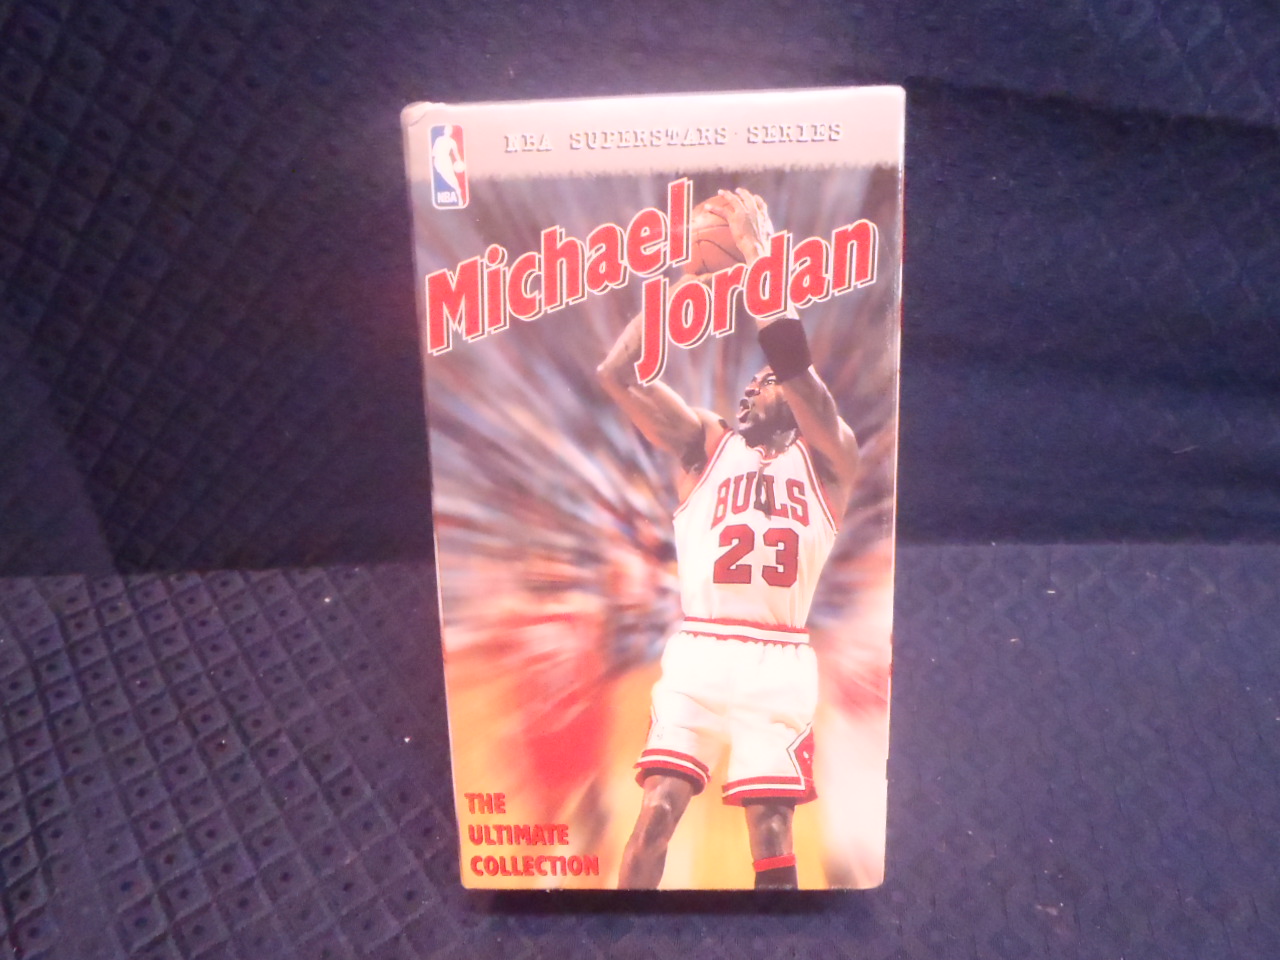 NBA SUPERSTARS SERIES
NBA
Michael
Jordan
BULLS
23
THE
ULTIMATE
COLLECTION